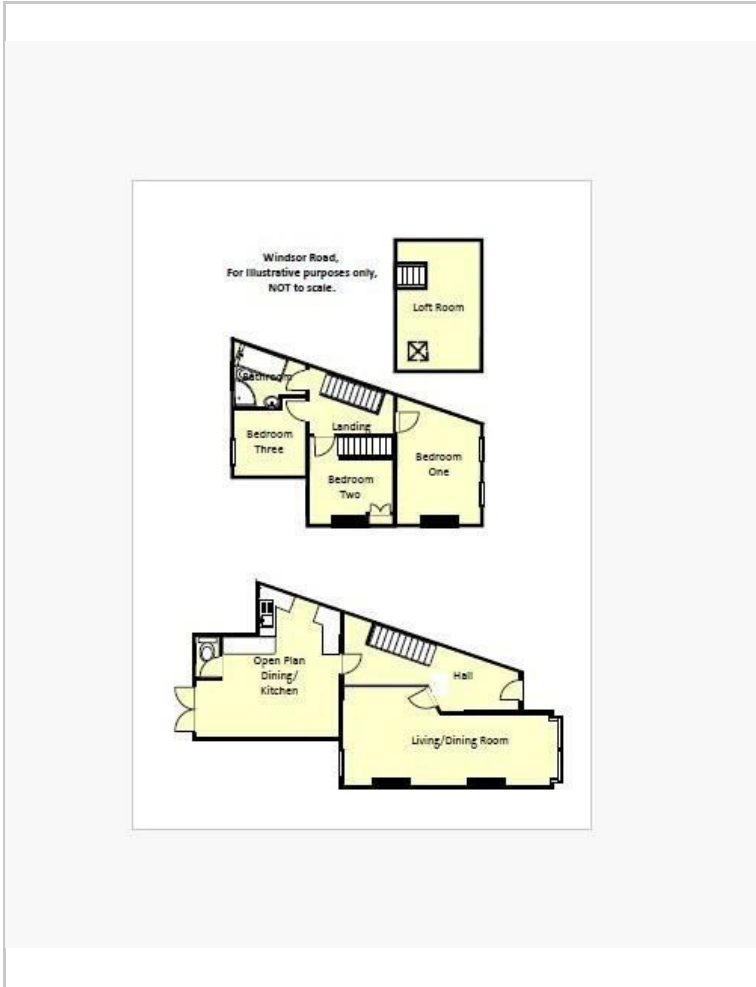 Windsor Road,
For Illustrative purposes only,
NOT to scale.
Loft Room
Bathroom
Landing
Bedroom
Three
Bedroom
One
Bedroom
Two
Open Plan
Dining/
Kitchen
Hall
Living/Dining Room